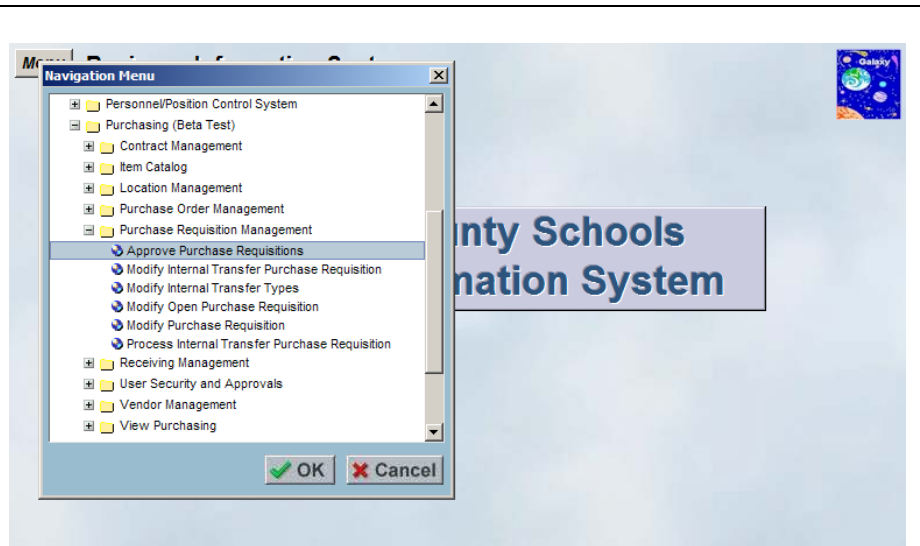 Menu
Navigation Menu
Galaxy
Personnel/Position Control System
Purchasing (Beta Test)
Contract Management
Item Catalog
Location Management
Purchase Order Management
Purchase Requisition Management
Approve Purchase Requisitions
Modify Internal Transfer Purchase Requisition
Modify Internal Transfer Types
Modify Open Purchase Requisition
Modify Purchase Requisition
Process Internal Transfer Purchase Requisition
Receiving Management
User Security and Approvals
Vendor Management
View Purchasing
unty Schools
mation System
OK
Cancel